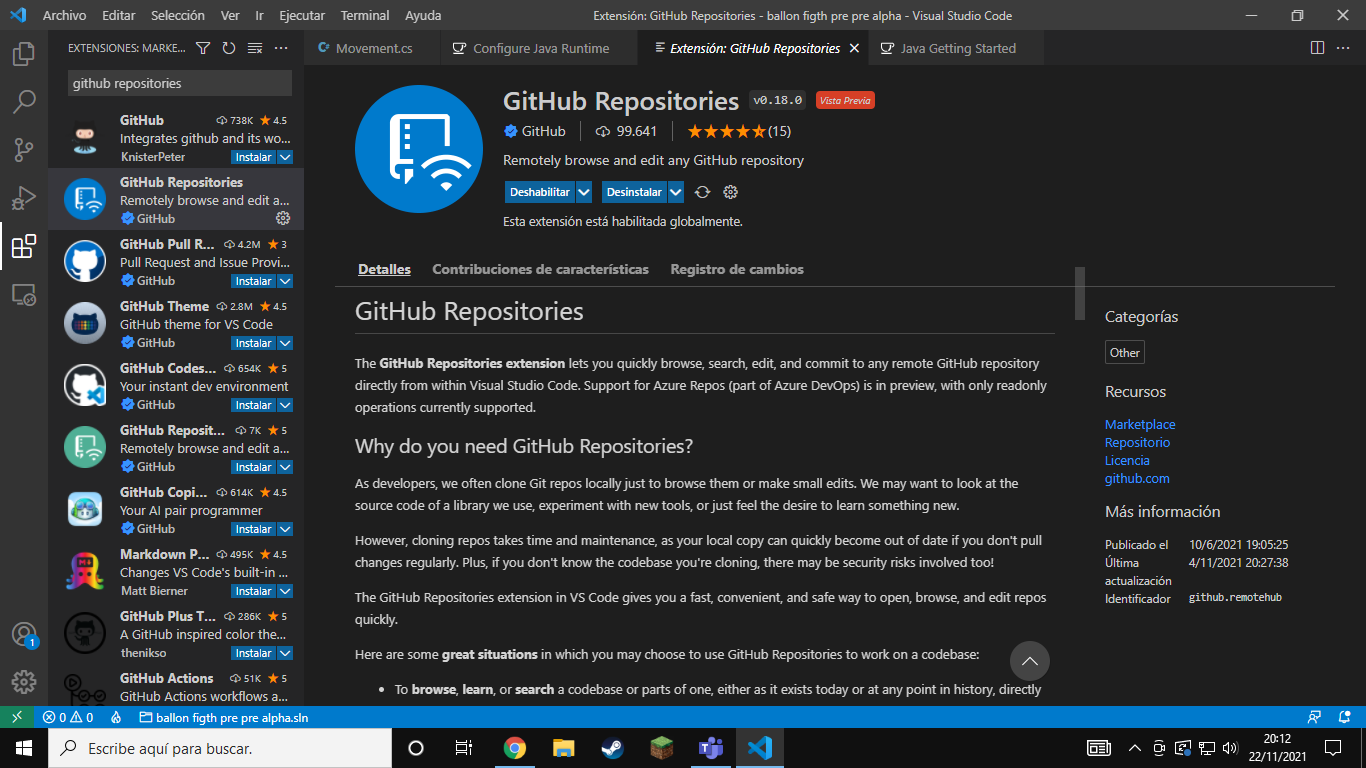 Archivo Editar Selección Ver Ir Ejecutar Terminal Ayuda
Extensión: GitHub Repositories - ballon figth pre pre alpha - Visual Studio Code
EXTENSIONES: MARKE...
github repositories
GitHub 738K 4.5
Integrates github and its wo...
KnisterPeter Instalar
GitHub Repositories
Remotely browse and edit a...
GitHub
GitHub Pull R... 4.2M 3
Pull Request and Issue Provi...
GitHub Instalar
GitHub Theme 2.8M 4.5
GitHub theme for VS Code
GitHub Instalar
GitHub Codes... 654K 5
Your instant dev environment
GitHub Instalar
GitHub Reposit... 7K 5
Remotely browse and edit a...
GitHub Instalar
GitHub Copi... 614K 4.5
Your AI pair programmer
GitHub Instalar
Markdown P... 495K 4.5
Changes VS Code's built-in ...
Matt Bierner Instalar
GitHub Plus T... 286K 5
A GitHub inspired color the...
thenikso Instalar
GitHub Actions 51K 5
GitHub Actions workflows a...
1
Movement.cs Configure Java Runtime Extensión: GitHub Repositories Java Getting Started
GitHub Repositories v0.18.0 Vista Previa
GitHub 99.641 (15)
Remotely browse and edit any GitHub repository
Deshabilitar Desinstalar
Esta extensión está habilitada globalmente.
Detalles Contribuciones de características Registro de cambios
GitHub Repositories
The GitHub Repositories extension lets you quickly browse, search, edit, and commit to any remote GitHub repository
directly from within Visual Studio Code. Support for Azure Repos (part of Azure DevOps) is in preview, with only readonly
operations currently supported.
Why do you need GitHub Repositories?
As developers, we often clone Git repos locally just to browse them or make small edits. We may want to look at the
source code of a library we use, experiment with new tools, or just feel the desire to learn something new.
However, cloning repos takes time and maintenance, as your local copy can quickly become out of date if you don't pull
changes regularly. Plus, if you don't know the codebase you're cloning, there may be security risks involved too!
The GitHub Repositories extension in VS Code gives you a fast, convenient, and safe way to open, browse, and edit repos
quickly.
Here are some great situations in which you may choose to use GitHub Repositories to work on a codebase:
• To browse, learn, or search a codebase or parts of one, either as it exists today or at any point in history, directly
Categorías
Other
Recursos
Marketplace
Repositorio
Licencia
github.com
Más información
Publicado el 10/6/2021 19:05:25
Última 4/11/2021 20:27:38
actualización
Identificador github.remotehub
0 0 ballon figth pre pre alpha.sln
Escribe aquí para buscar.
20:12
22/11/2021